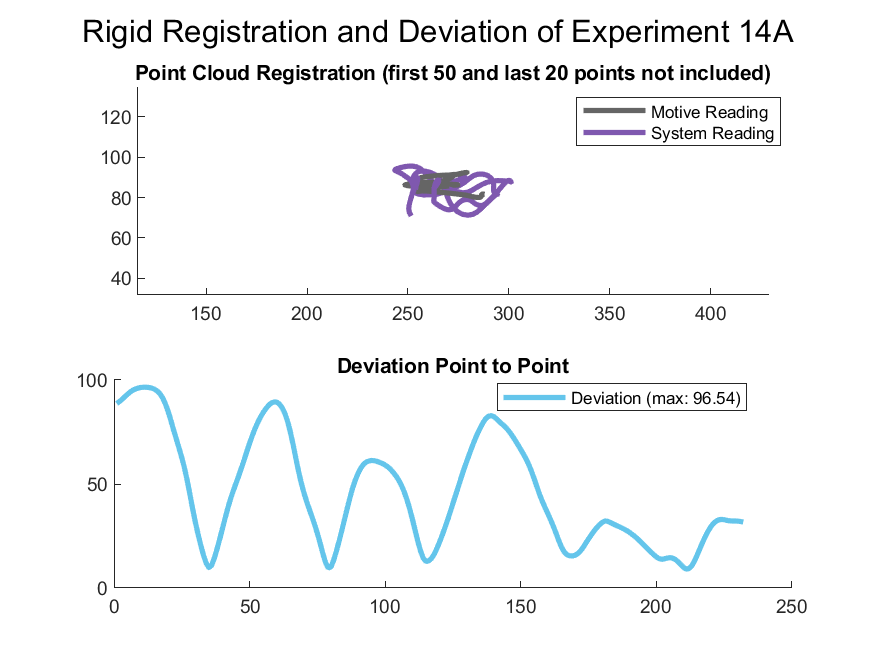 Rigid Registration and Deviation of Experiment 14A
Point Cloud Registration (first 50 and last 20 points not included)
Motive Reading
System Reading
120
100
80
60
40
150 200 250 300 350 400
Deviation Point to Point
Deviation (max: 96.54)
100
50
0
0 50 100 150 200 250